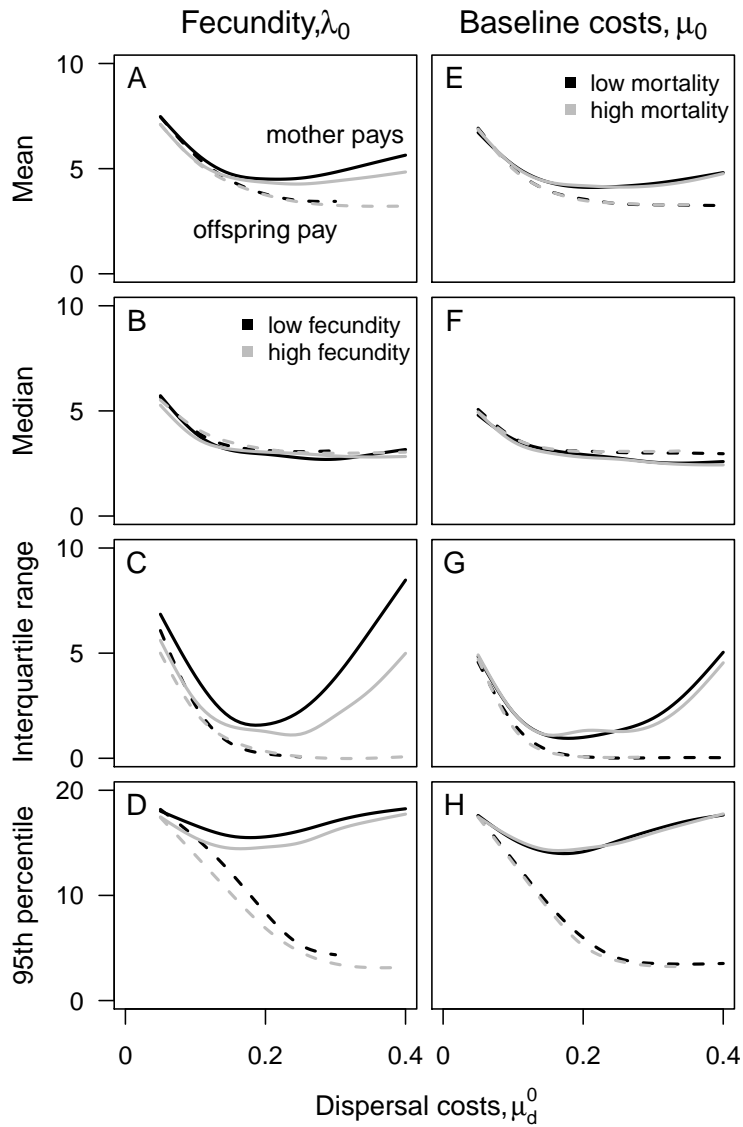 Fecundity, λ0
Baseline costs, μ0
A
mother pays
offspring pay
E
low mortality
high mortality
Mean
10
5
0
B
low fecundity
high fecundity
F
Median
10
5
0
C
G
Interquartile range
10
5
0
D
H
95th percentile
20
10
0
0
0.2
0.4
0
0.2
0.4
Dispersal costs, μd0